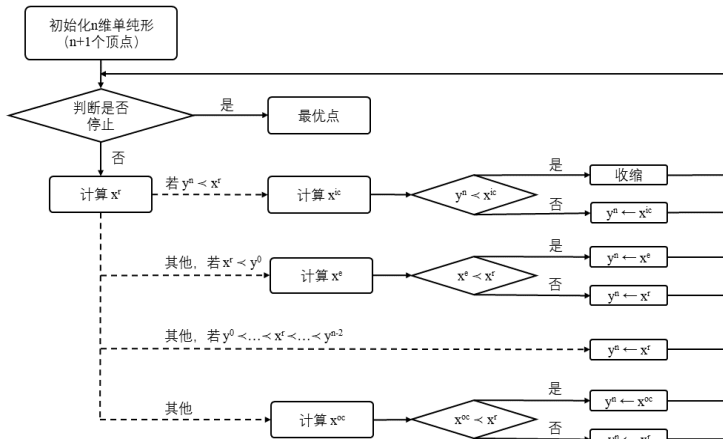 初始化n维单纯形
（n+1个顶点）
判断是否
停止
是
最优点
否
计算 xʳ
若 yⁿ ≺ xʳ
计算 xⁱᶜ
yⁿ ≺ xⁱᶜ
是
收缩
否
yⁿ ← xⁱᶜ
其他，若 xʳ ≺ y⁰
计算 xᵉ
xᵉ ≺ xʳ
是
yⁿ ← xᵉ
否
yⁿ ← xʳ
其他，若 y⁰ ≺…≺ xʳ ≺…≺ yⁿ⁻²
yⁿ ← xʳ
其他
计算 xᵒᶜ
xᵒᶜ ≺ xʳ
是
yⁿ ← xᵒᶜ
否
yⁿ ← xʳ